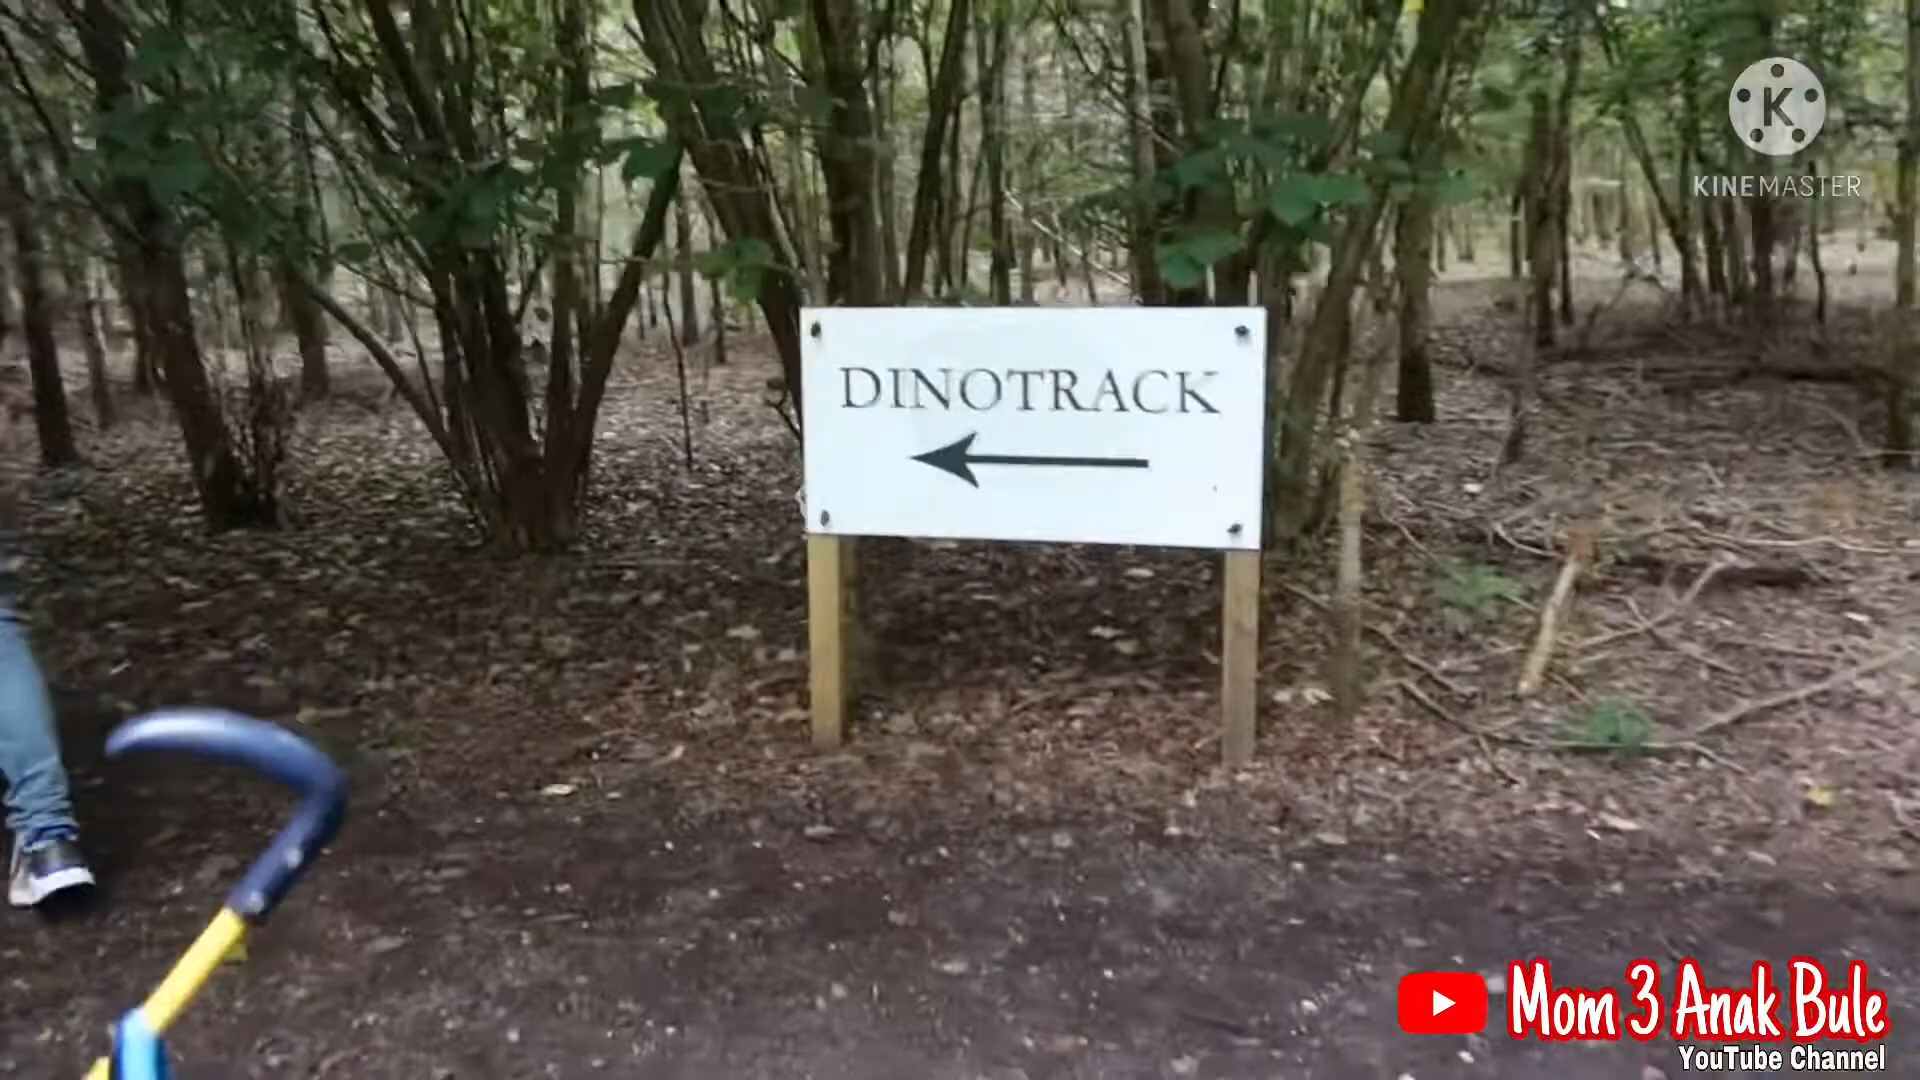 K
KINEMASTER
DINOTRACK
Mom 3 Anak Bule
YouTube Channel